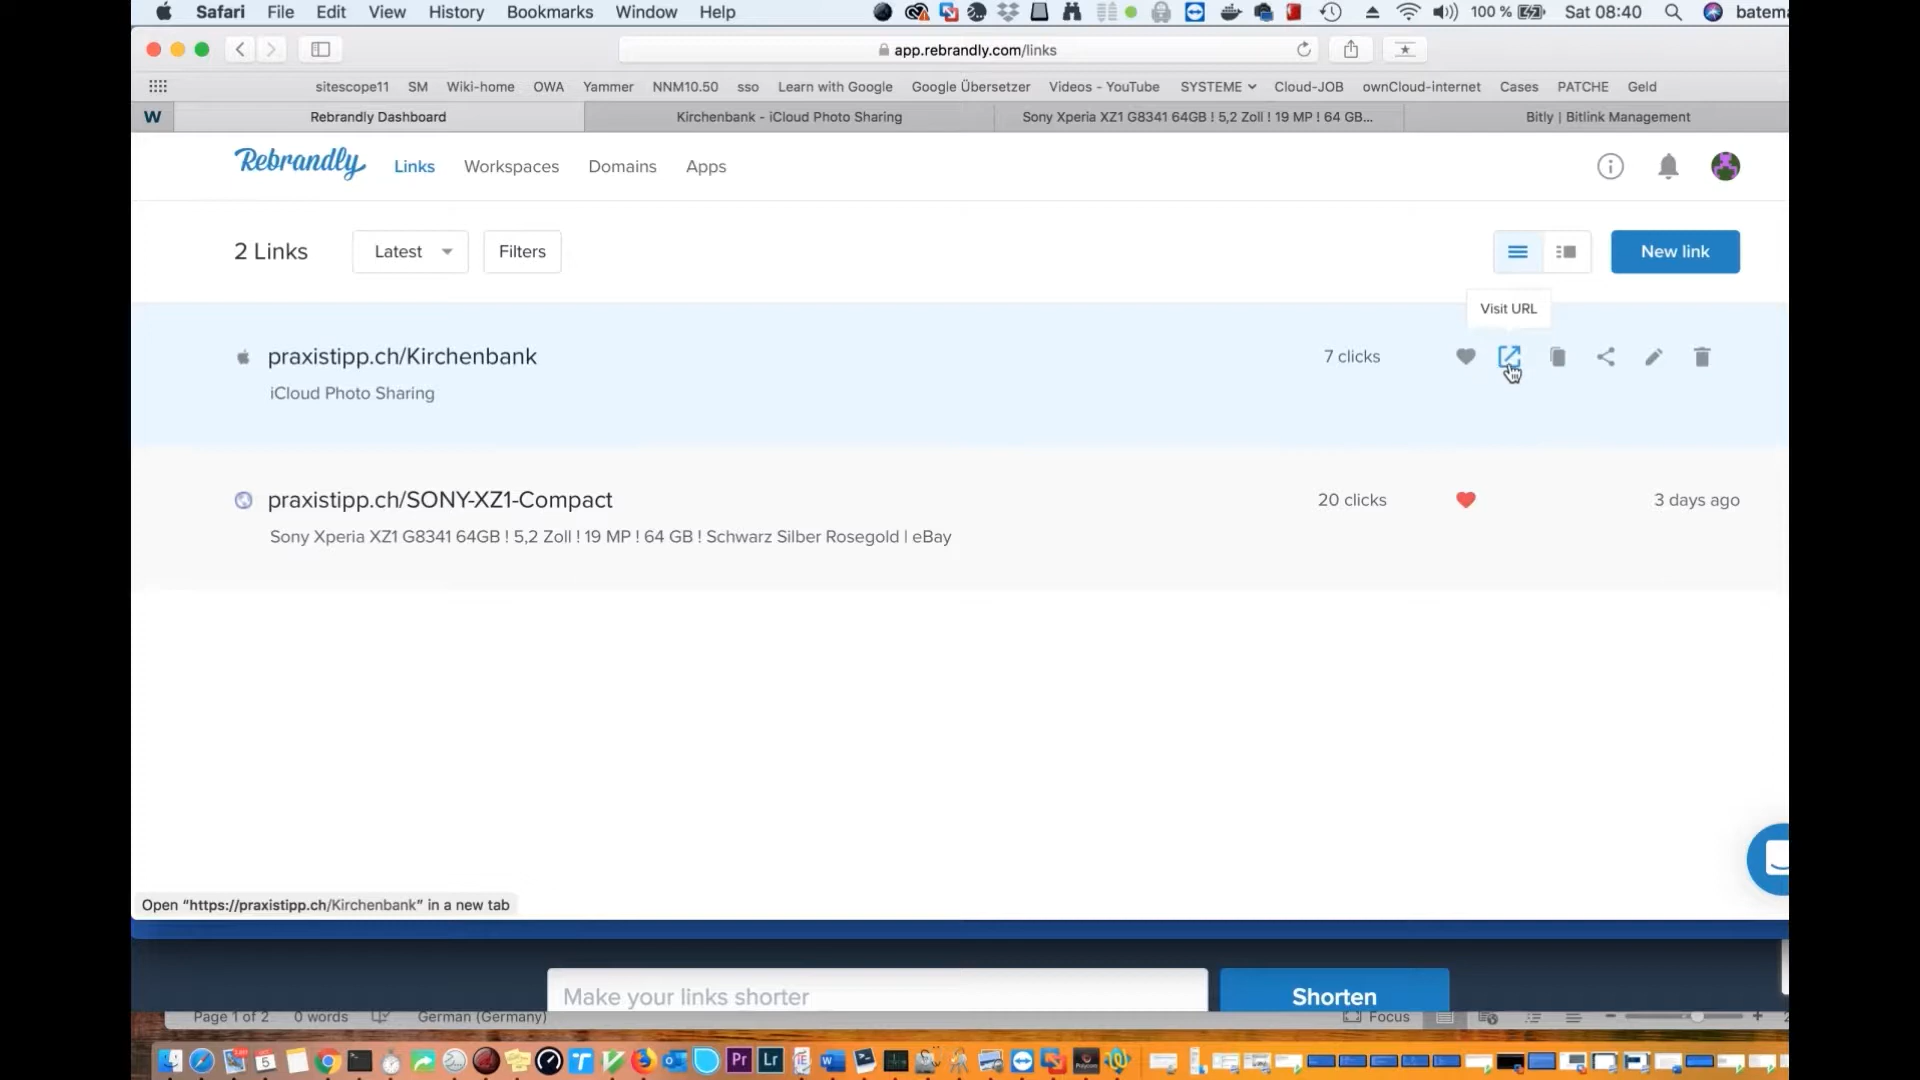 Safari File Edit View History Bookmarks Window Help 100 % Sat 08:40 batema
app.rebrandly.com/links
sitescope11 SM Wiki-home OWA Yammer NNM10.50 sso Learn with Google Google Übersetzer Videos - YouTube SYSTEME Cloud-JOB ownCloud-internet Cases PATCHE Geld
W Rebrandly Dashboard Kirchenbank - iCloud Photo Sharing Sony Xperia XZ1 G8341 64GB ! 5,2 Zoll ! 19 MP ! 64 GB... Bitly | Bitlink Management
Rebrandly Links Workspaces Domains Apps
2 Links Latest Filters New link
Visit URL
praxistipp.ch/Kirchenbank 7 clicks
iCloud Photo Sharing
praxistipp.ch/SONY-XZ1-Compact 20 clicks 3 days ago
Sony Xperia XZ1 G8341 64GB ! 5,2 Zoll ! 19 MP ! 64 GB ! Schwarz Silber Rosegold | eBay
Open “https://praxistipp.ch/Kirchenbank” in a new tab
Make your links shorter Shorten
Page 1 of 2 0 words German (Germany) Focus
Pr Lr